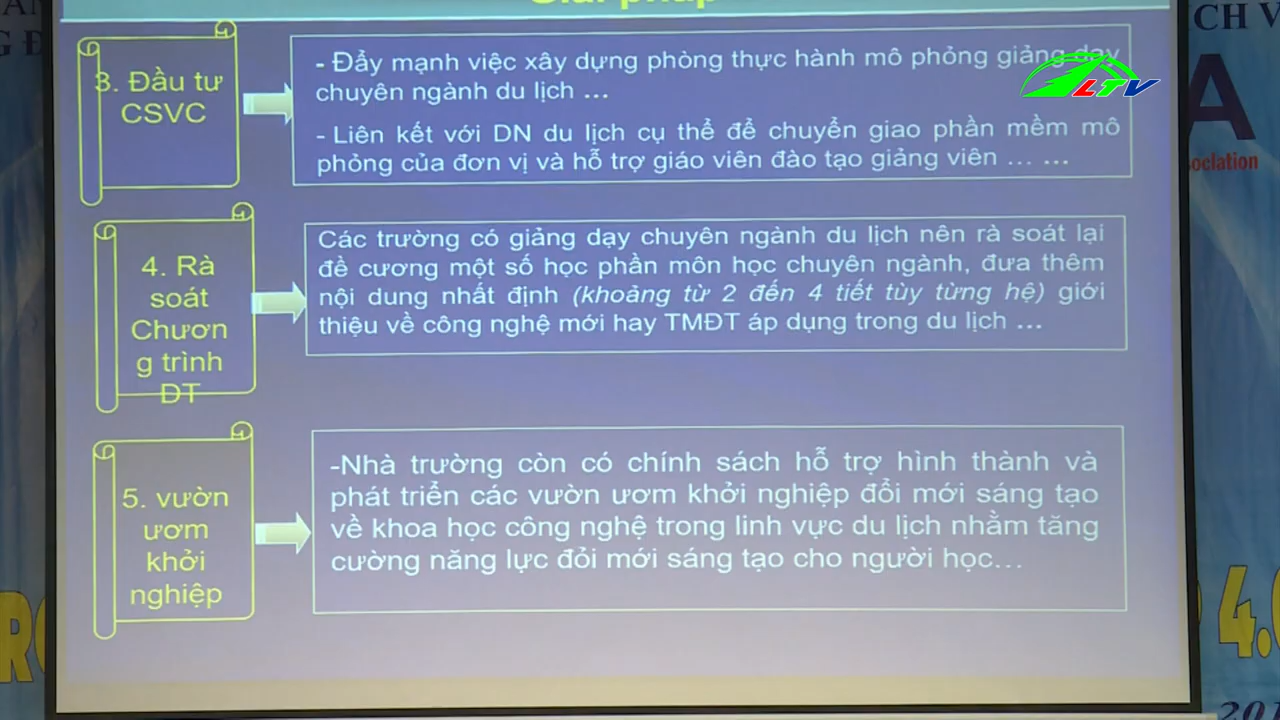 Giải pháp
3. Đầu tư
CSVC
- Đẩy mạnh việc xây dựng phòng thực hành mô phỏng giảng dạy
chuyên ngành du lịch ...
- Liên kết với DN du lịch cụ thể để chuyển giao phần mềm mô
phỏng của đơn vị và hỗ trợ giáo viên đào tạo giảng viên ... ...
LTV
4. Rà
soát
Chươn
g trình
ĐT
Các trường có giảng dạy chuyên ngành du lịch nên rà soát lại
đề cương một số học phần môn học chuyên ngành, đưa thêm
nội dung nhất định (khoảng từ 2 đến 4 tiết tùy từng hệ) giới
thiệu về công nghệ mới hay TMĐT áp dụng trong du lịch ...
5. vườn
ươm
khởi
nghiệp
-Nhà trường còn có chính sách hỗ trợ hình thành và
phát triển các vườn ươm khởi nghiệp đổi mới sáng tạo
về khoa học công nghệ trong linh vực du lịch nhằm tăng
cường năng lực đỏi mới sáng tạo cho người học...
CH V
A
sociation
4.0
201